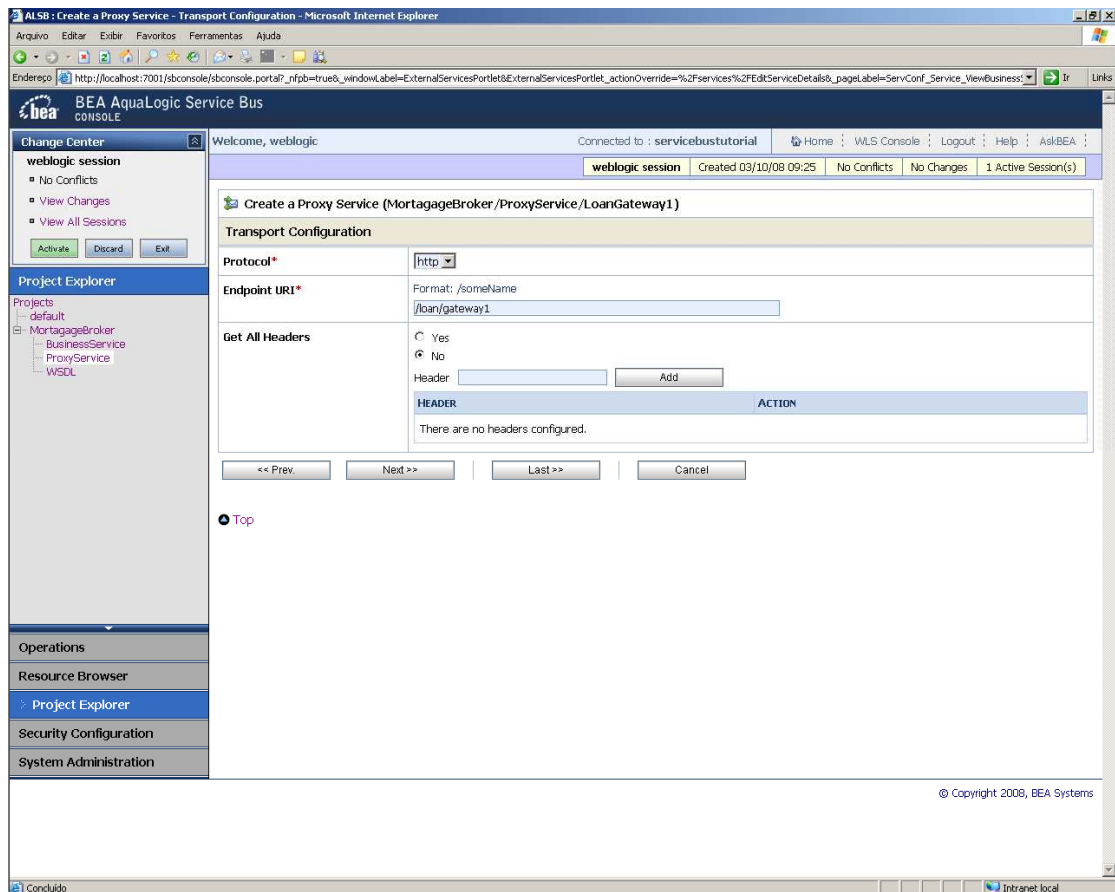 ALSB : Create a Proxy Service - Transport Configuration - Microsoft Internet Explorer
Arquivo Editar Exibir Favoritos Ferramentas Ajuda
Endereço http://localhost:7001/sbconsole/sbconsole.portal?_nfpb=true&_windowLabel=ExternalServicesPortlet&ExternalServicesPortlet_actionOverride=%2Fservices%2FEditServiceDetails&_pageLabel=ServConf_Service_ViewBusiness Ir Links
bea BEA AquaLogic Service Bus
CONSOLE
Change Center
weblogic session
No Conflicts
View Changes
View All Sessions
Activate Discard Exit
Project Explorer
Projects
default
MortagageBroker
BusinessService
ProxyService
WSDL
Operations
Resource Browser
Project Explorer
Security Configuration
System Administration
Welcome, weblogic Connected to : servicebustutorial Home WLS Console Logout Help AskBEA
weblogic session Created 03/10/08 09:25 No Conflicts No Changes 1 Active Session(s)
Create a Proxy Service (MortagageBroker/ProxyService/LoanGateway1)
Transport Configuration
Protocol* http
Endpoint URI* Format: /someName
/loan/gateway1
Get All Headers Yes
No
Header Add
HEADER ACTION
There are no headers configured.
<< Prev. Next >> Last >> Cancel
Top
© Copyright 2008, BEA Systems
Concluído Intranet local